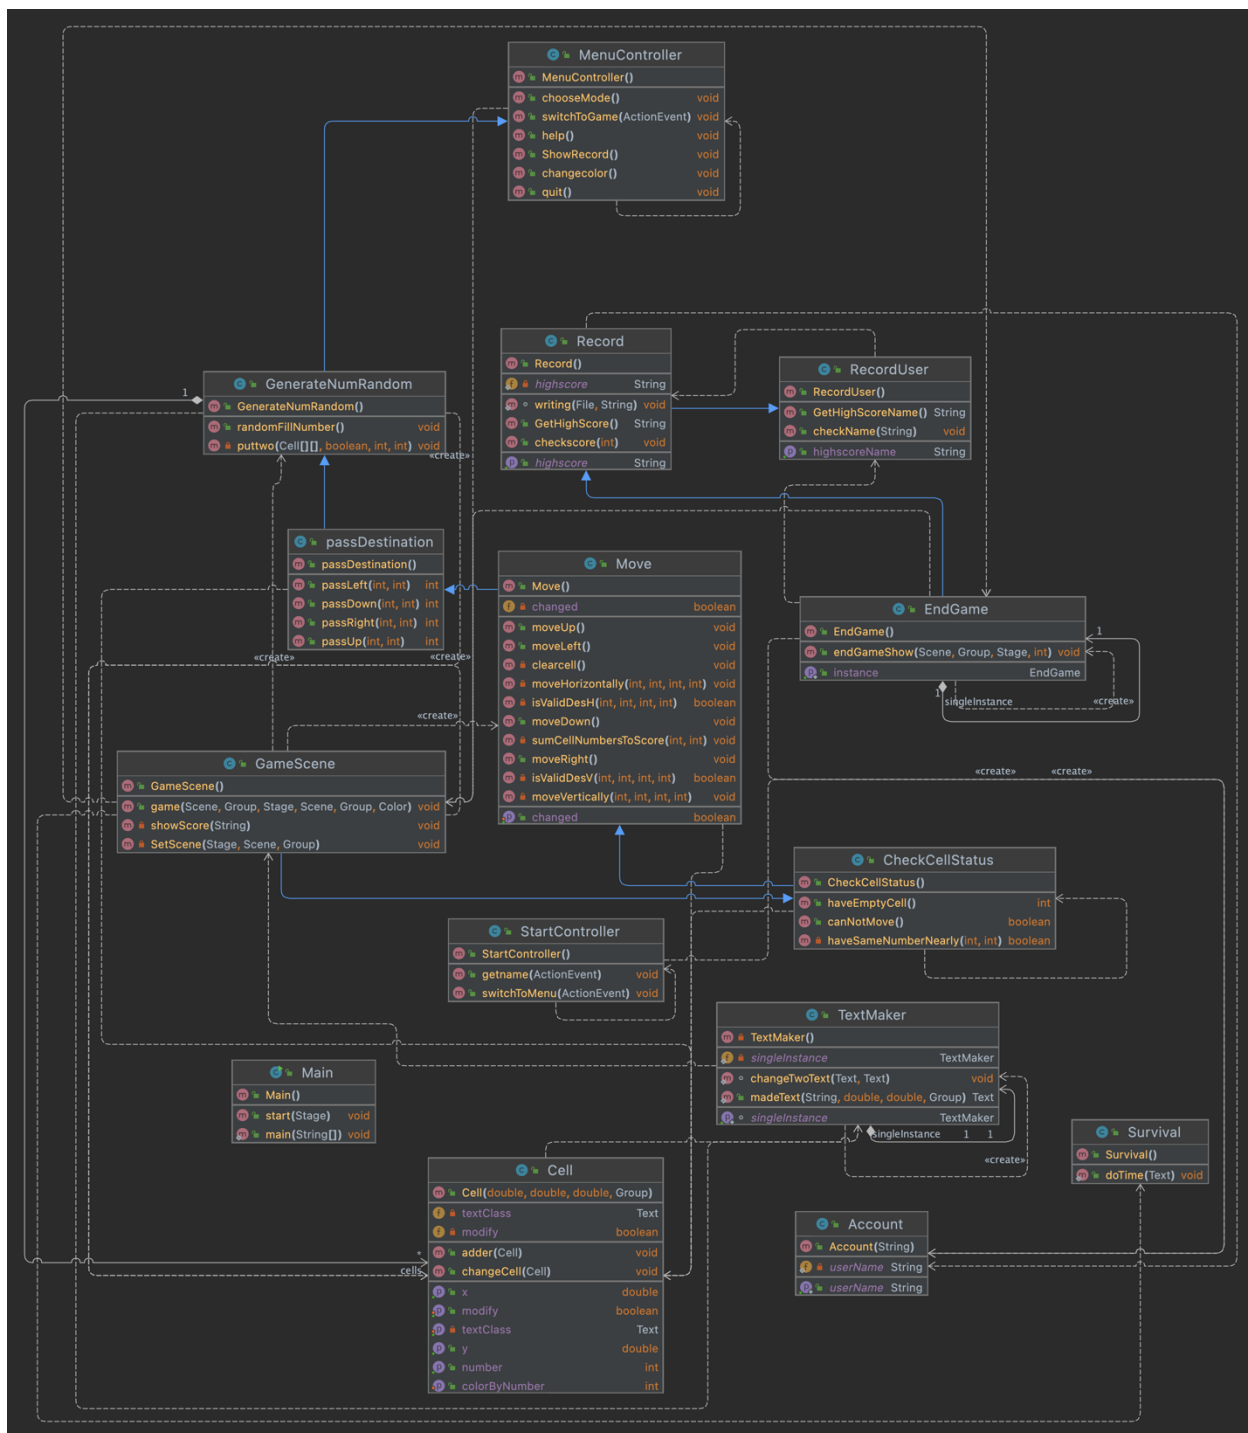 MenuController
MenuController()
chooseMode() void
switchToGame(ActionEvent) void
help() void
ShowRecord() void
changecolor() void
quit() void
Record
Record()
highscore String
writing(File, String) void
GetHighScore() String
checkscore(int) void
highscore String
RecordUser
RecordUser()
GetHighScoreName() String
checkName(String) void
highscoreName String
1
GenerateNumRandom
GenerateNumRandom()
randomFillNumber() void
puttwo(Cell[][], boolean, int, int) void
«create»
passDestination
passDestination()
passLeft(int, int) int
passDown(int, int) int
passRight(int, int) int
passUp(int, int) int
«create»
«create»
Move
Move()
changed boolean
moveUp() void
moveLeft() void
clearcell() void
moveHorizontally(int, int, int, int) void
isValidDesH(int, int, int, int) boolean
moveDown() void
sumCellNumbersToScore(int, int) void
moveRight() void
isValidDesV(int, int, int, int) boolean
moveVertically(int, int, int, int) void
changed boolean
EndGame
EndGame()
endGameShow(Scene, Group, Stage, int) void
instance EndGame
1
1
singleInstance
«create»
«create»
«create» «create»
GameScene
GameScene()
game(Scene, Group, Stage, Scene, Group, Color) void
showScore(String) void
SetScene(Stage, Scene, Group) void
CheckCellStatus
CheckCellStatus()
haveEmptyCell() int
canNotMove() boolean
haveSameNumberNearly(int, int) boolean
StartController
StartController()
getname(ActionEvent) void
switchToMenu(ActionEvent) void
TextMaker
TextMaker()
singleInstance TextMaker
changeTwoText(Text, Text) void
madeText(String, double, double, Group) Text
singleInstance TextMaker
singleInstance 1 1
«create»
Main
Main()
start(Stage) void
main(String[]) void
Survival
Survival()
doTime(Text) void
Cell
Cell(double, double, double, Group)
textClass Text
modify boolean
adder(Cell) void
changeCell(Cell) void
x double
modify boolean
textClass Text
y double
number int
colorByNumber int
*
cells
Account
Account(String)
userName String
userName String